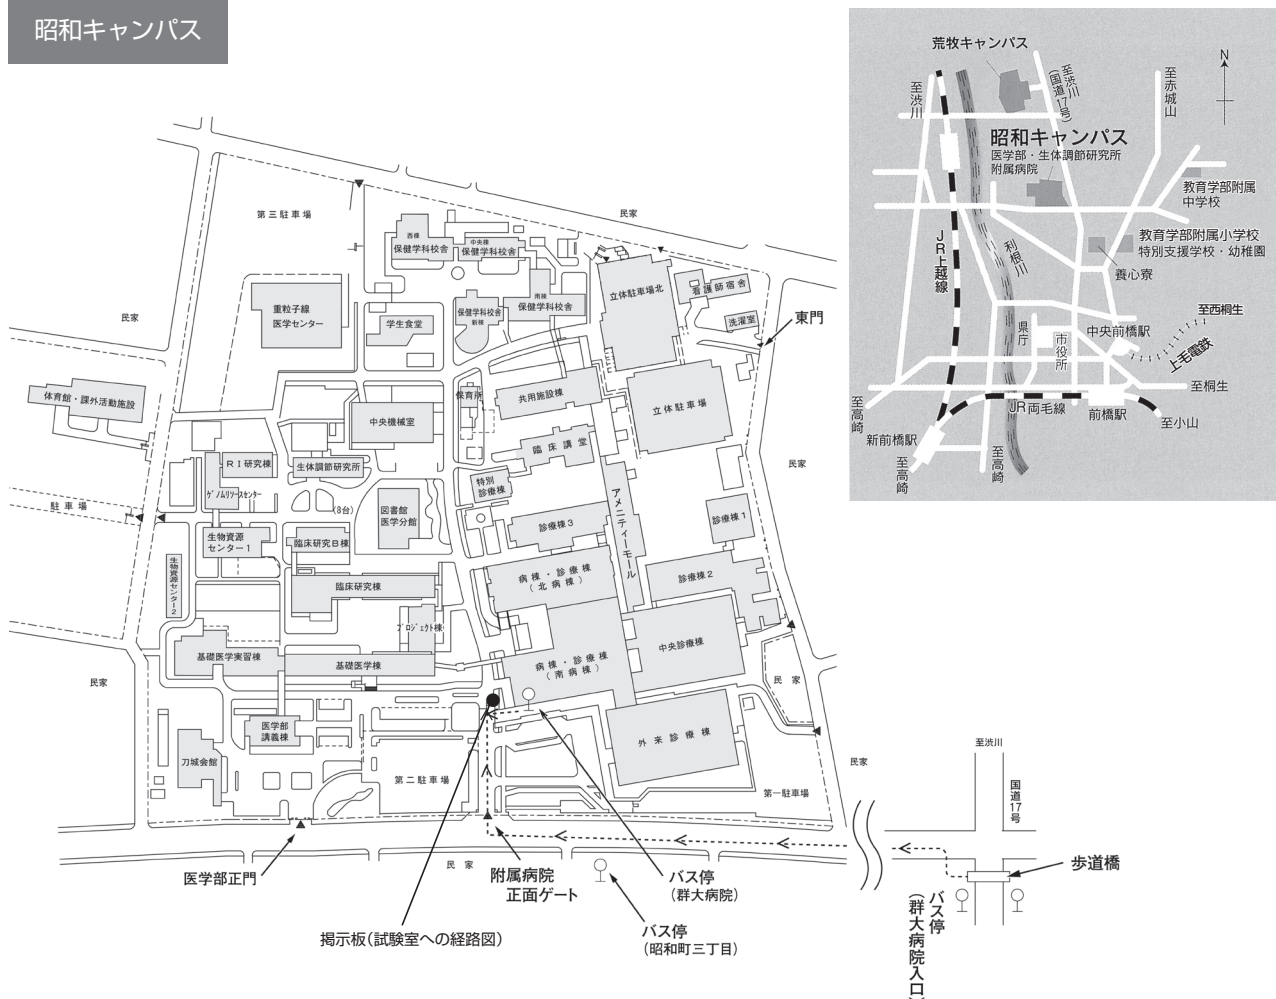 昭和キャンパス
荒牧キャンパス
至渋川
(国道17号)
至渋川
至赤城山
N
昭和キャンパス
医学部・生体調節研究所
附属病院
教育学部附属
中学校
教育学部附属小学校
特別支援学校・幼稚園
養心寮
JR上越線
利根川
至西桐生
県庁
市役所
中央前橋駅
上毛電鉄
至桐生
JR両毛線
前橋駅
至小山
至高崎
新前橋駅
至高崎
至高崎
第三駐車場
民家
西棟
保健学科校舎
中央棟
保健学科校舎
南棟
保健学科校舎
保健学科校舎
新棟
立体駐車場北
看護師宿舎
洗濯室
東門
民家
重粒子線
医学センター
学生食堂
体育館・課外活動施設
中央機械室
保育所
共用施設棟
立体駐車場
臨床講堂
民家
RI研究棟
生体調節研究所
ゲノムリソースセンター
特別
診療棟
アメニティーモール
駐車場
(8台)
図書館
医学分館
診療棟3
診療棟1
生物資源
センター1
臨床研究B棟
生物資源センター2
臨床研究棟
病棟・診療棟
(北病棟)
診療棟2
プロジェクト棟
基礎医学実習棟
基礎医学棟
病棟・診療棟
(南病棟)
中央診療棟
民家
民家
医学部
講義棟
外来診療棟
刀城会館
第二駐車場
第一駐車場
民家
至渋川
国道17号
民家
医学部正門
附属病院
正面ゲート
バス停
(群大病院)
バス停
(昭和町三丁目)
掲示板(試験室への経路図)
歩道橋
バス停
(群大病院入口)